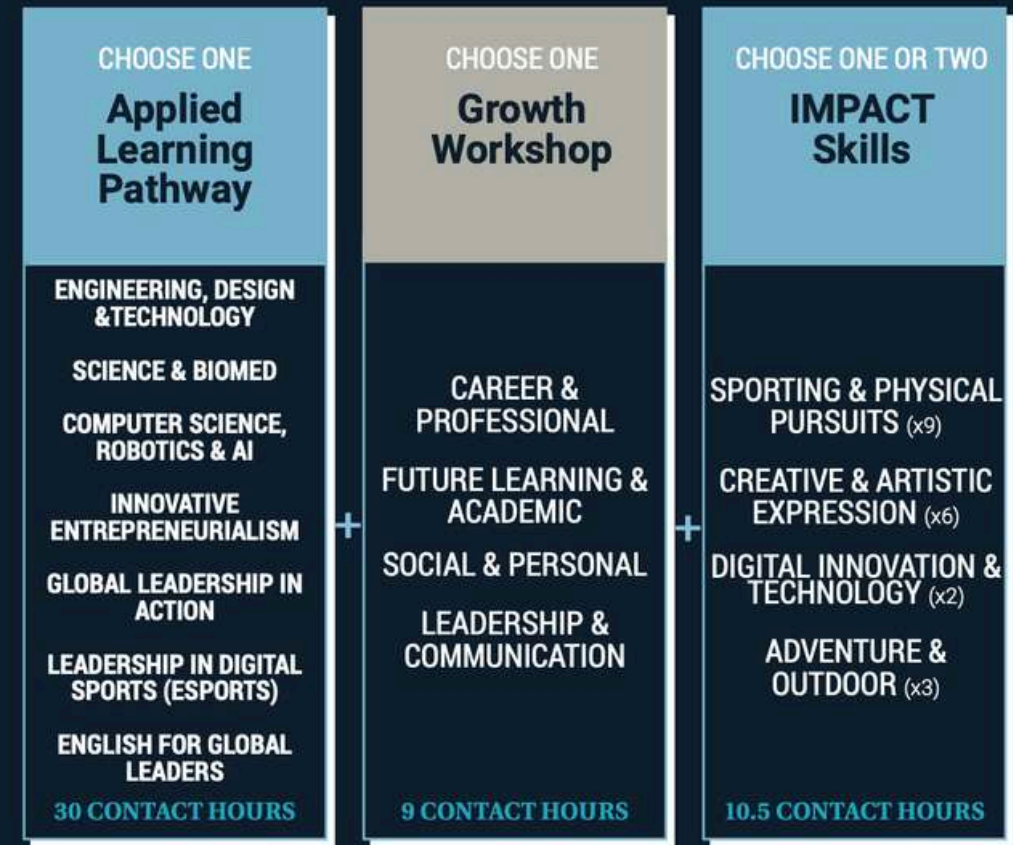 CHOOSE ONE
Applied
Learning
Pathway
ENGINEERING, DESIGN
&TECHNOLOGY
SCIENCE & BIOMED
COMPUTER SCIENCE,
ROBOTICS & AI
INNOVATIVE
ENTREPRENEURIALISM
GLOBAL LEADERSHIP IN
ACTION
LEADERSHIP IN DIGITAL
SPORTS (ESPORTS)
ENGLISH FOR GLOBAL
LEADERS
30 CONTACT HOURS
+
CHOOSE ONE
Growth
Workshop
CAREER &
PROFESSIONAL
FUTURE LEARNING &
ACADEMIC
SOCIAL & PERSONAL
LEADERSHIP &
COMMUNICATION
9 CONTACT HOURS
+
CHOOSE ONE OR TWO
IMPACT
Skills
SPORTING & PHYSICAL
PURSUITS (x9)
CREATIVE & ARTISTIC
EXPRESSION (x6)
DIGITAL INNOVATION &
TECHNOLOGY (x2)
ADVENTURE &
OUTDOOR (x3)
10.5 CONTACT HOURS